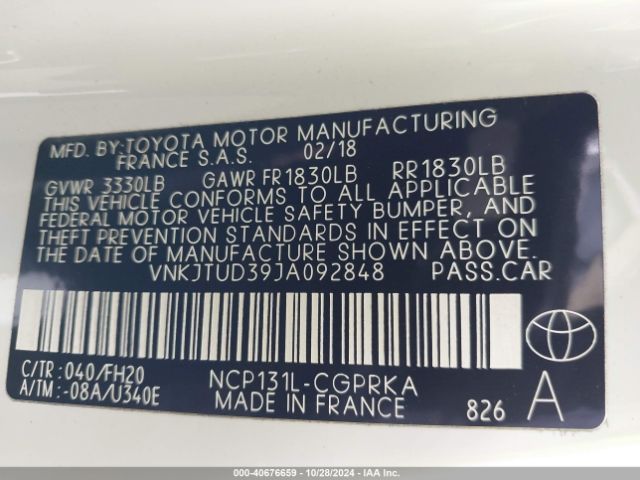 MFD. BY:TOYOTA MOTOR MANUFACTURING
FRANCE S.A.S. 02/18
GVWR 3330LB GAWR FR1830LB RR1830LB
THIS VEHICLE CONFORMS TO ALL APPLICABLE
FEDERAL MOTOR VEHICLE SAFETY BUMPER, AND
THEFT PREVENTION STANDARDS IN EFFECT ON
THE DATE OF MANUFACTURE SHOWN ABOVE.
VNKJTUD39JA092848 PASS.CAR
C/TR: 040/FH20 NCP131L-CGPRKA
A/TM: -08A/U340E MADE IN FRANCE 826 A
000-40676659 - 10/28/2024 - IAA Inc.